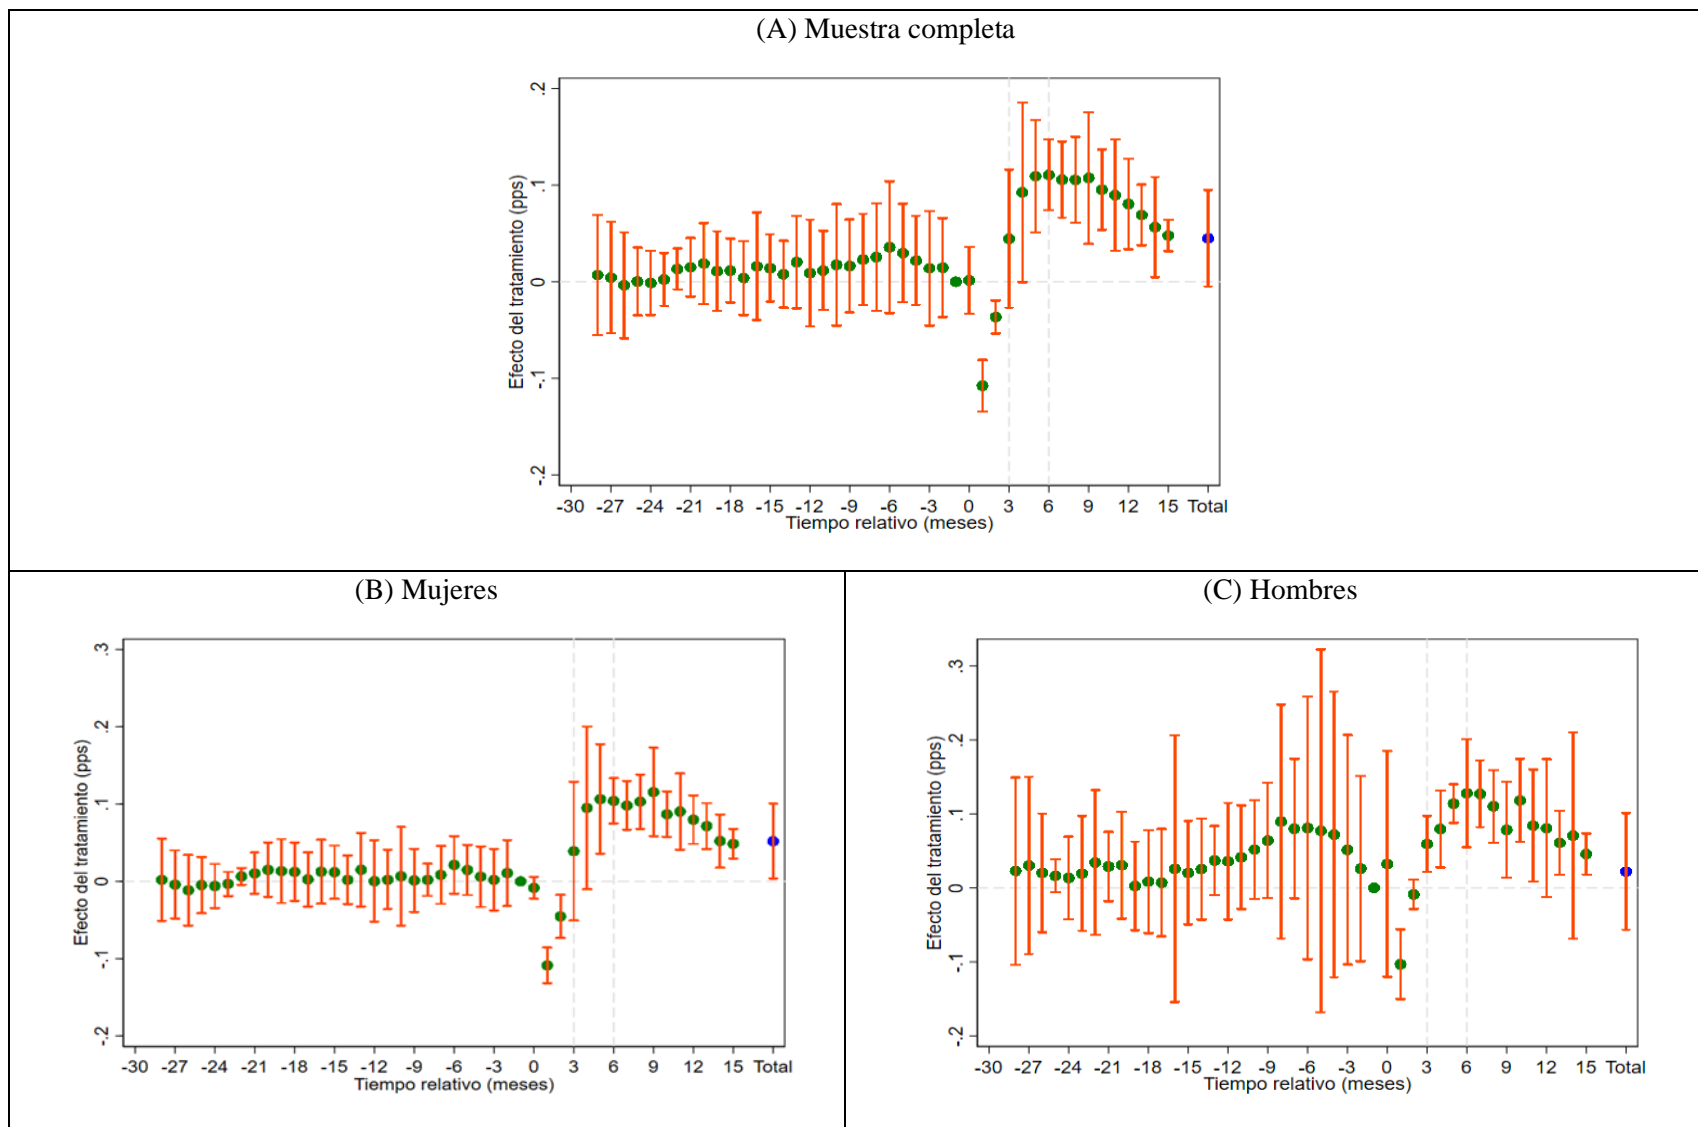 (A) Muestra completa
Efecto del tratamiento (pps)
.2
.1
0
-.1
-.2
-30 -27 -24 -21 -18 -15 -12 -9 -6 -3 0 3 6 9 12 15 Total
Tiempo relativo (meses)
(B) Mujeres
Efecto del tratamiento (pps)
.3
.2
.1
0
-.1
-.2
-30 -27 -24 -21 -18 -15 -12 -9 -6 -3 0 3 6 9 12 15 Total
Tiempo relativo (meses)
(C) Hombres
Efecto del tratamiento (pps)
.3
.2
.1
0
-.1
-.2
-30 -27 -24 -21 -18 -15 -12 -9 -6 -3 0 3 6 9 12 15 Total
Tiempo relativo (meses)